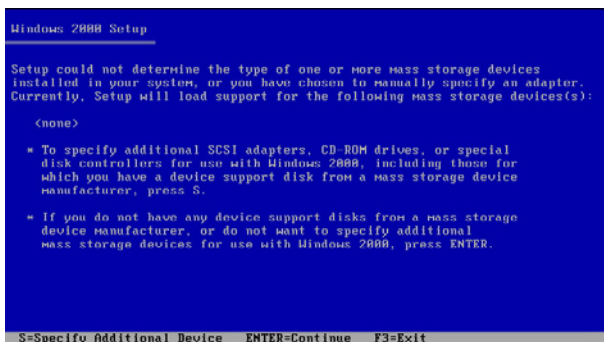 Windows 2000 Setup
Setup could not determine the type of one or more mass storage devices
installed in your system, or you have chosen to manually specify an adapter.
Currently, Setup will load support for the following mass storage devices(s):
<none>
* To specify additional SCSI adapters, CD-ROM drives, or special
disk controllers for use with Windows 2000, including those for
which you have a device support disk from a mass storage device
manufacturer, press S.
* If you do not have any device support disks from a mass storage
device manufacturer, or do not want to specify additional
mass storage devices for use with Windows 2000, press ENTER.
S=Specify Additional Device ENTER=Continue F3=Exit